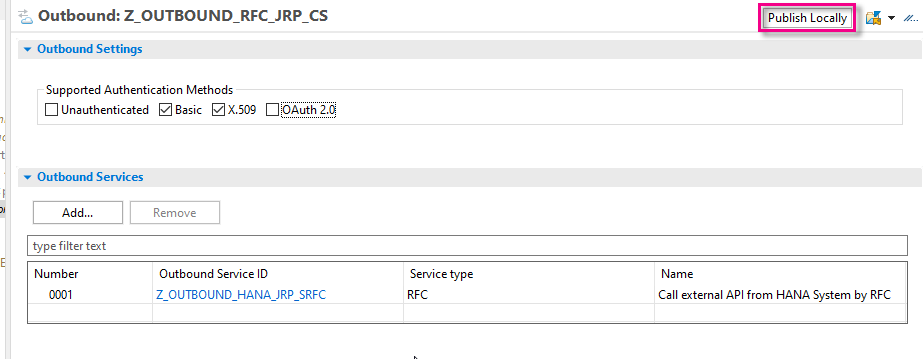 Outbound: Z_OUTBOUND_RFC_JRP_CS
Publish Locally
Outbound Settings
Supported Authentication Methods
Unauthenticated Basic X.509 OAuth 2.0
Outbound Services
Add... Remove
type filter text
Number Outbound Service ID Service type Name
0001 Z_OUTBOUND_HANA_JRP_SRFC RFC Call external API from HANA System by RFC